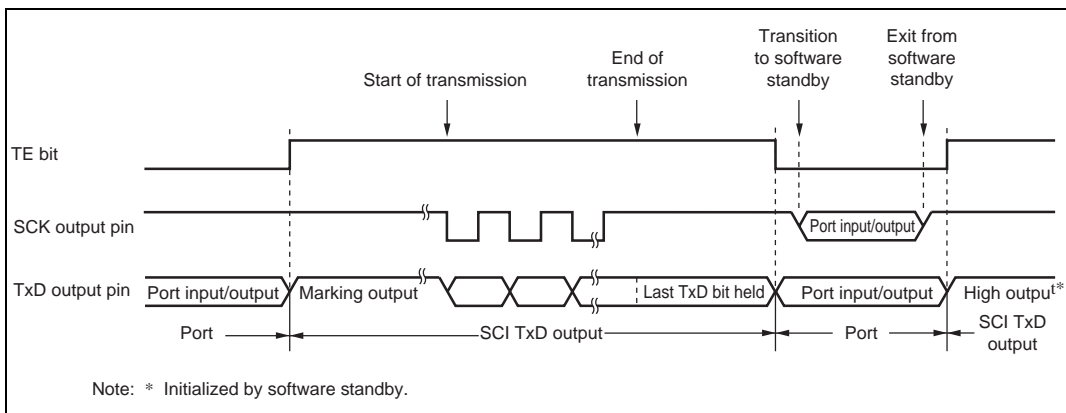 Transition
to software
standby
Exit from
software
standby
Start of transmission
End of
transmission
TE bit
SCK output pin
Port input/output
TxD output pin
Port input/output
Marking output
Last TxD bit held
Port input/output
High output*
Port
SCI TxD output
Port
SCI TxD
output
Note: * Initialized by software standby.